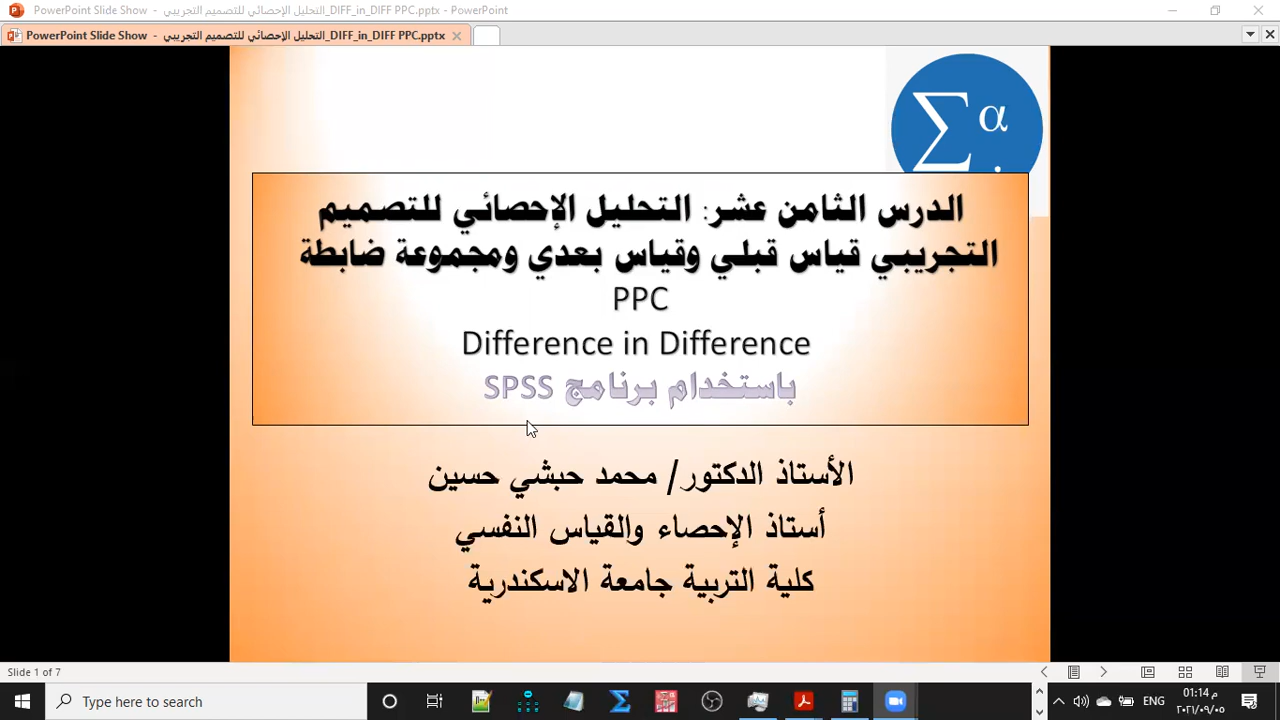 التحليل الإحصائي للتصميم التجريبي_DIFF_in_DIFF PPC.pptx - PowerPoint
PowerPoint Slide Show - التحليل الإحصائي للتصميم التجريبي_DIFF_in_DIFF PPC.pptx
Σ α
الدرس الثامن عشر: التحليل الإحصائي للتصميم
التجريبي قياس قبلي وقياس بعدي ومجموعة ضابطة
PPC
Difference in Difference
باستخدام برنامج SPSS
الأستاذ الدكتور/ محمد حبشي حسين
أستاذ الإحصاء والقياس النفسي
كلية التربية جامعة الاسكندرية
Slide 1 of 7
Type here to search
ENG
01:14 م
٢٠٢١/٠٩/٠٥